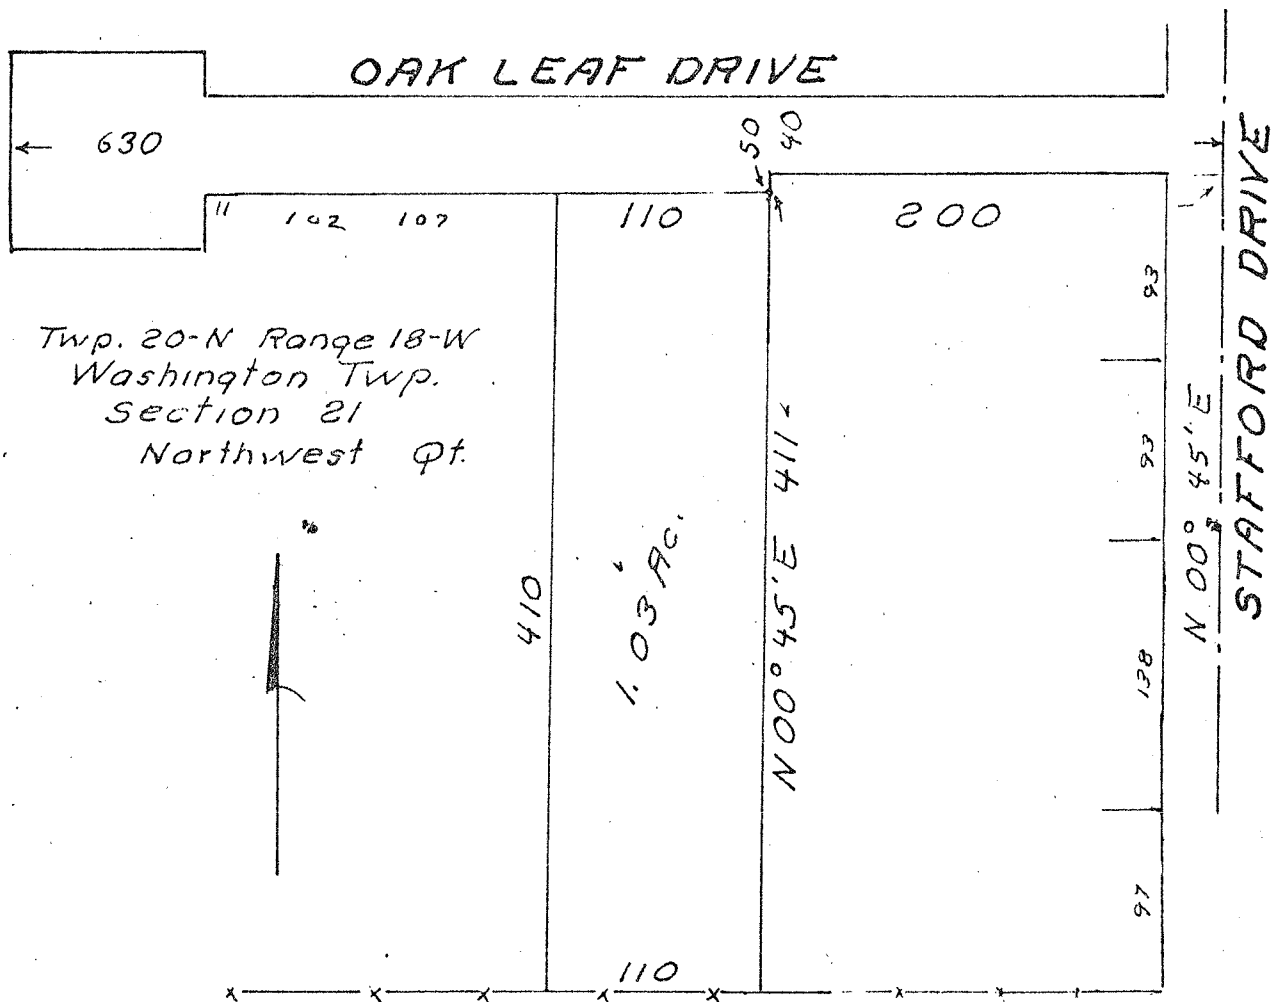 OAK LEAF DRIVE
630
50
40
11
102
107
110
200
STAFFORD DRIVE
93
Twp. 20-N Range 18-W
Washington Twp.
Section 21
Northwest Qt.
93
N 00° 45' E
410
1.03 Ac.
N 00° 45' E 411
138
97
110